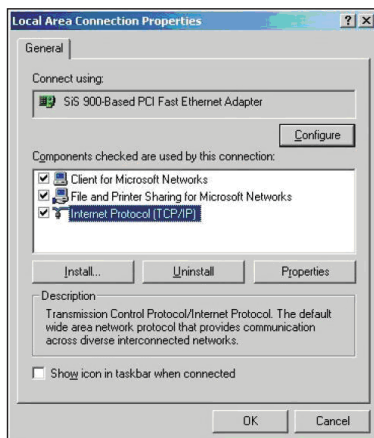 Local Area Connection Properties
General
Connect using:
SiS 900-Based PCI Fast Ethernet Adapter
Configure
Components checked are used by this connection:
Client for Microsoft Networks
File and Printer Sharing for Microsoft Networks
Internet Protocol (TCP/IP)
Install...
Uninstall
Properties
Description
Transmission Control Protocol/Internet Protocol. The default
wide area network protocol that provides communication
across diverse interconnected networks.
Show icon in taskbar when connected
OK
Cancel